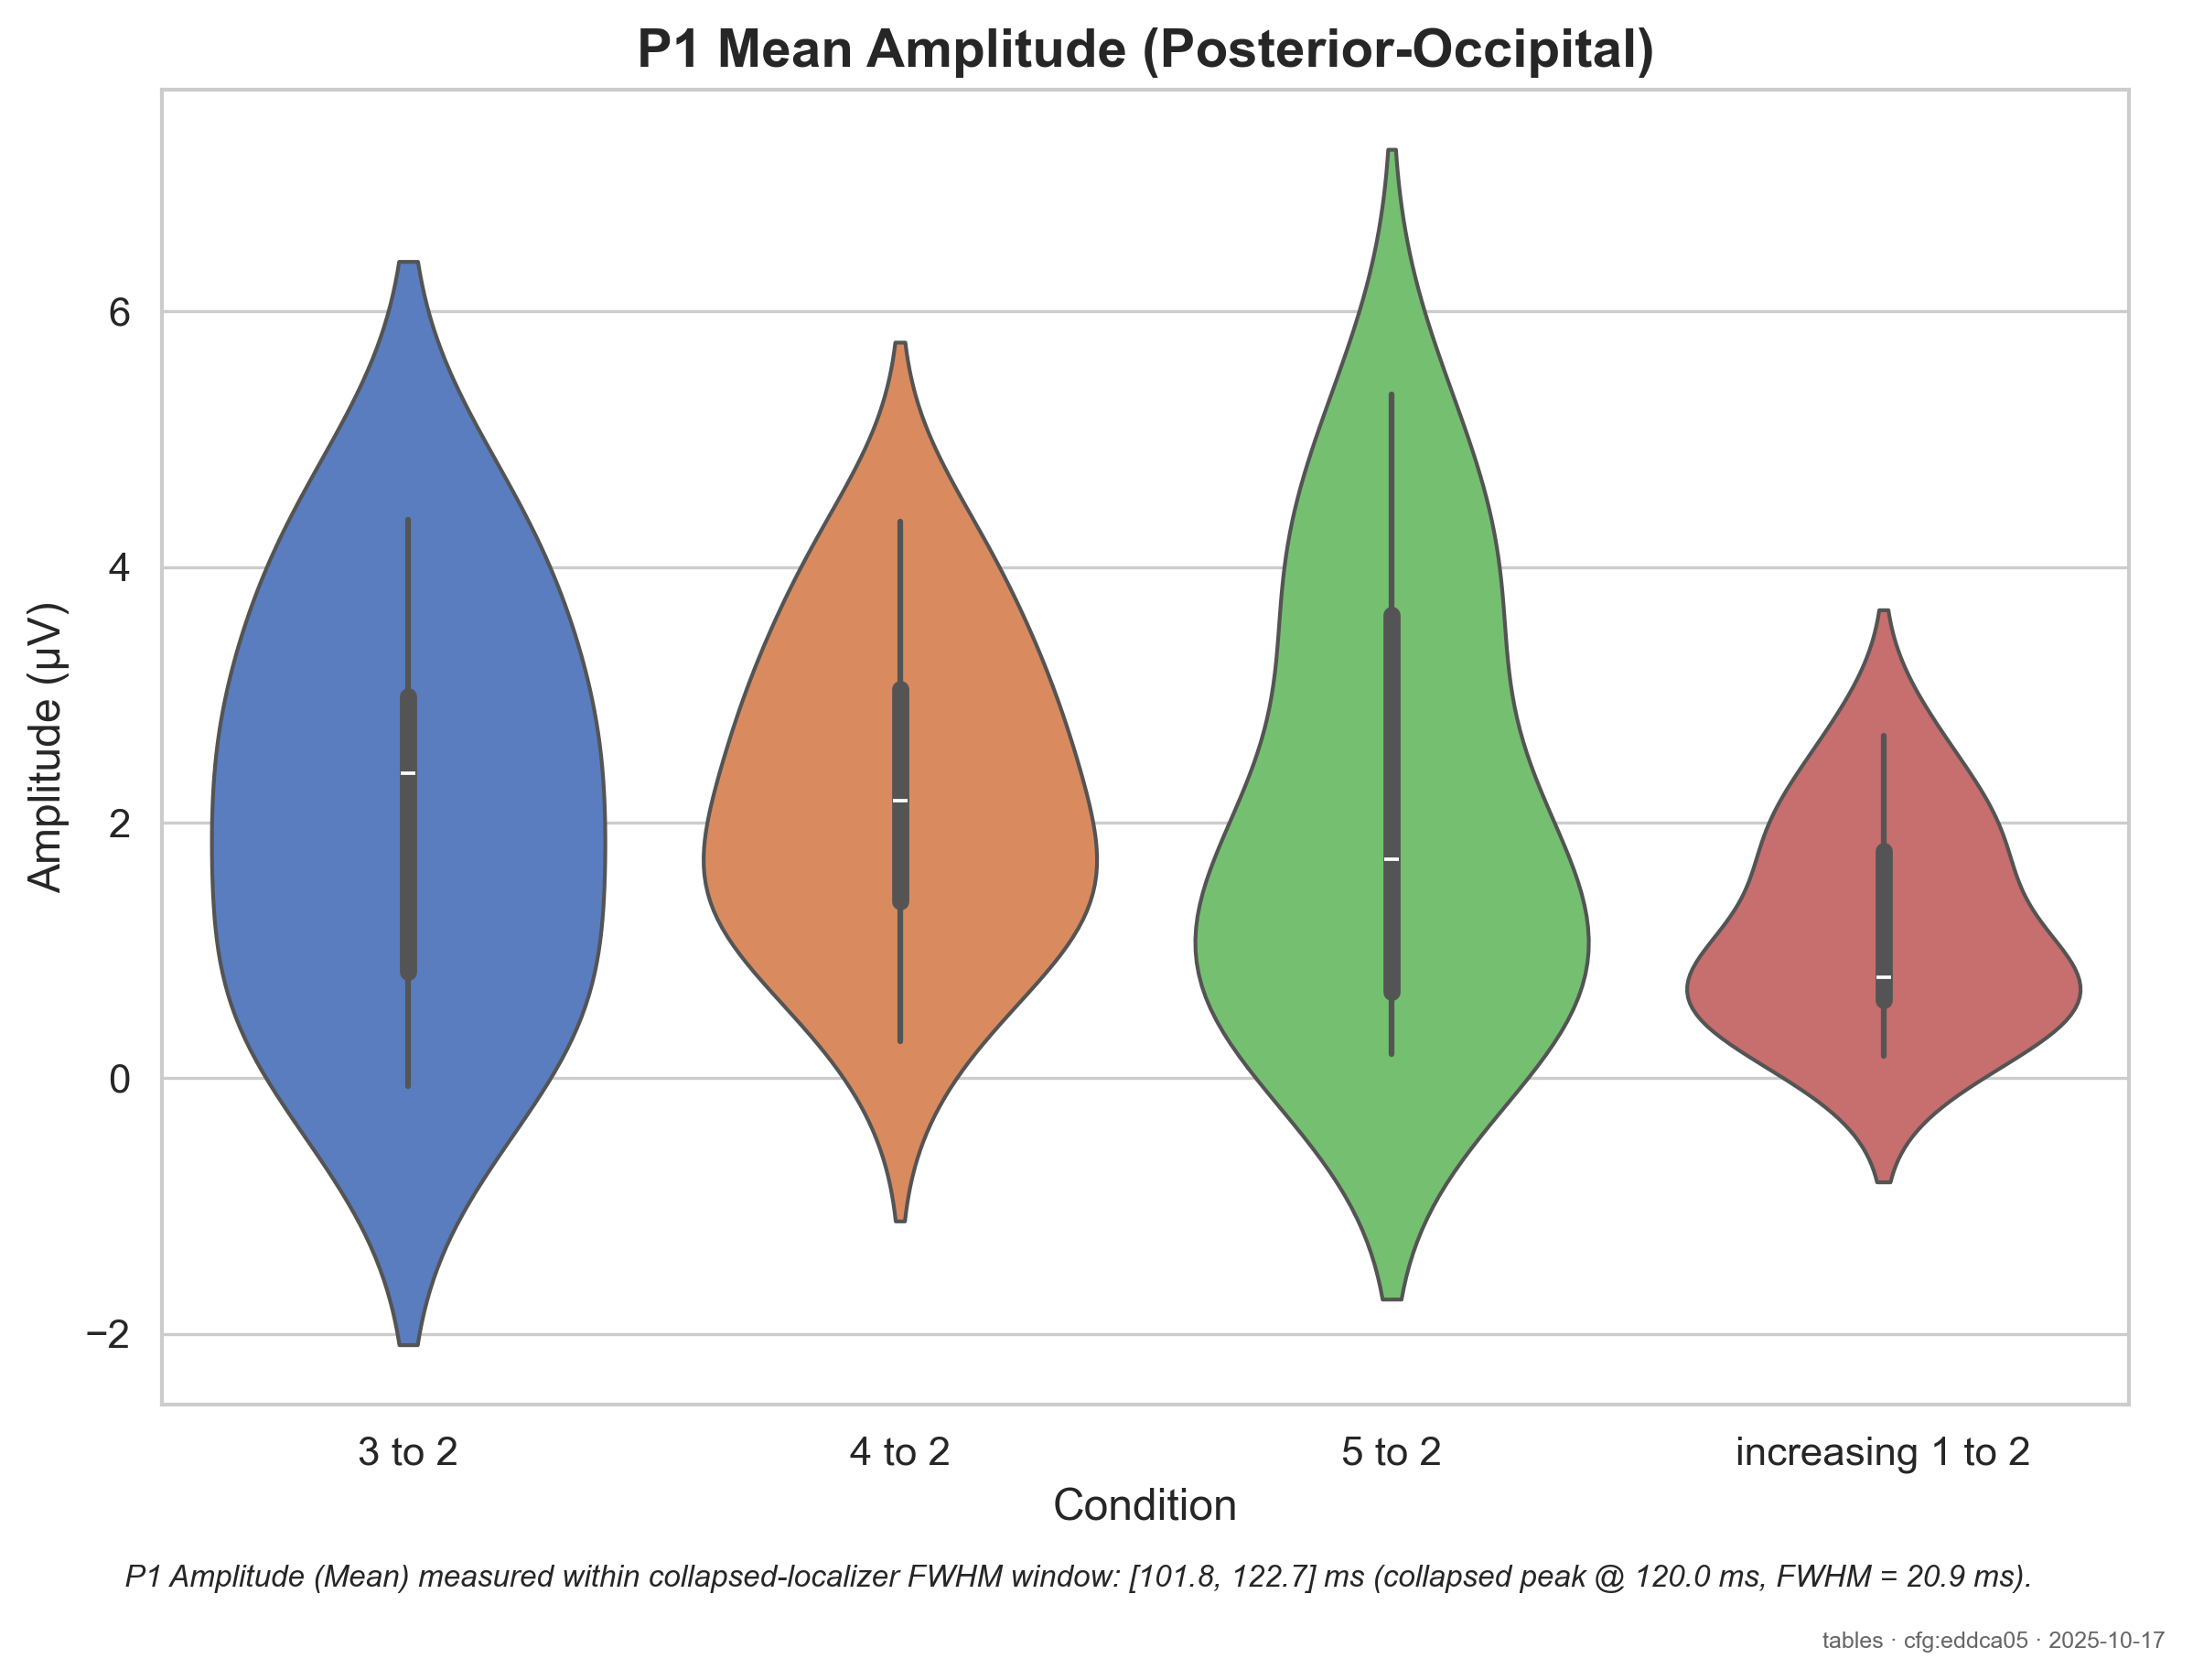 P1 Mean Amplitude (Posterior-Occipital)
Amplitude (µV)
6
4
2
0
−2
3 to 2
4 to 2
5 to 2
increasing 1 to 2
Condition
P1 Amplitude (Mean) measured within collapsed-localizer FWHM window: [101.8, 122.7] ms (collapsed peak @ 120.0 ms, FWHM = 20.9 ms).
tables · cfg:eddca05 · 2025-10-17